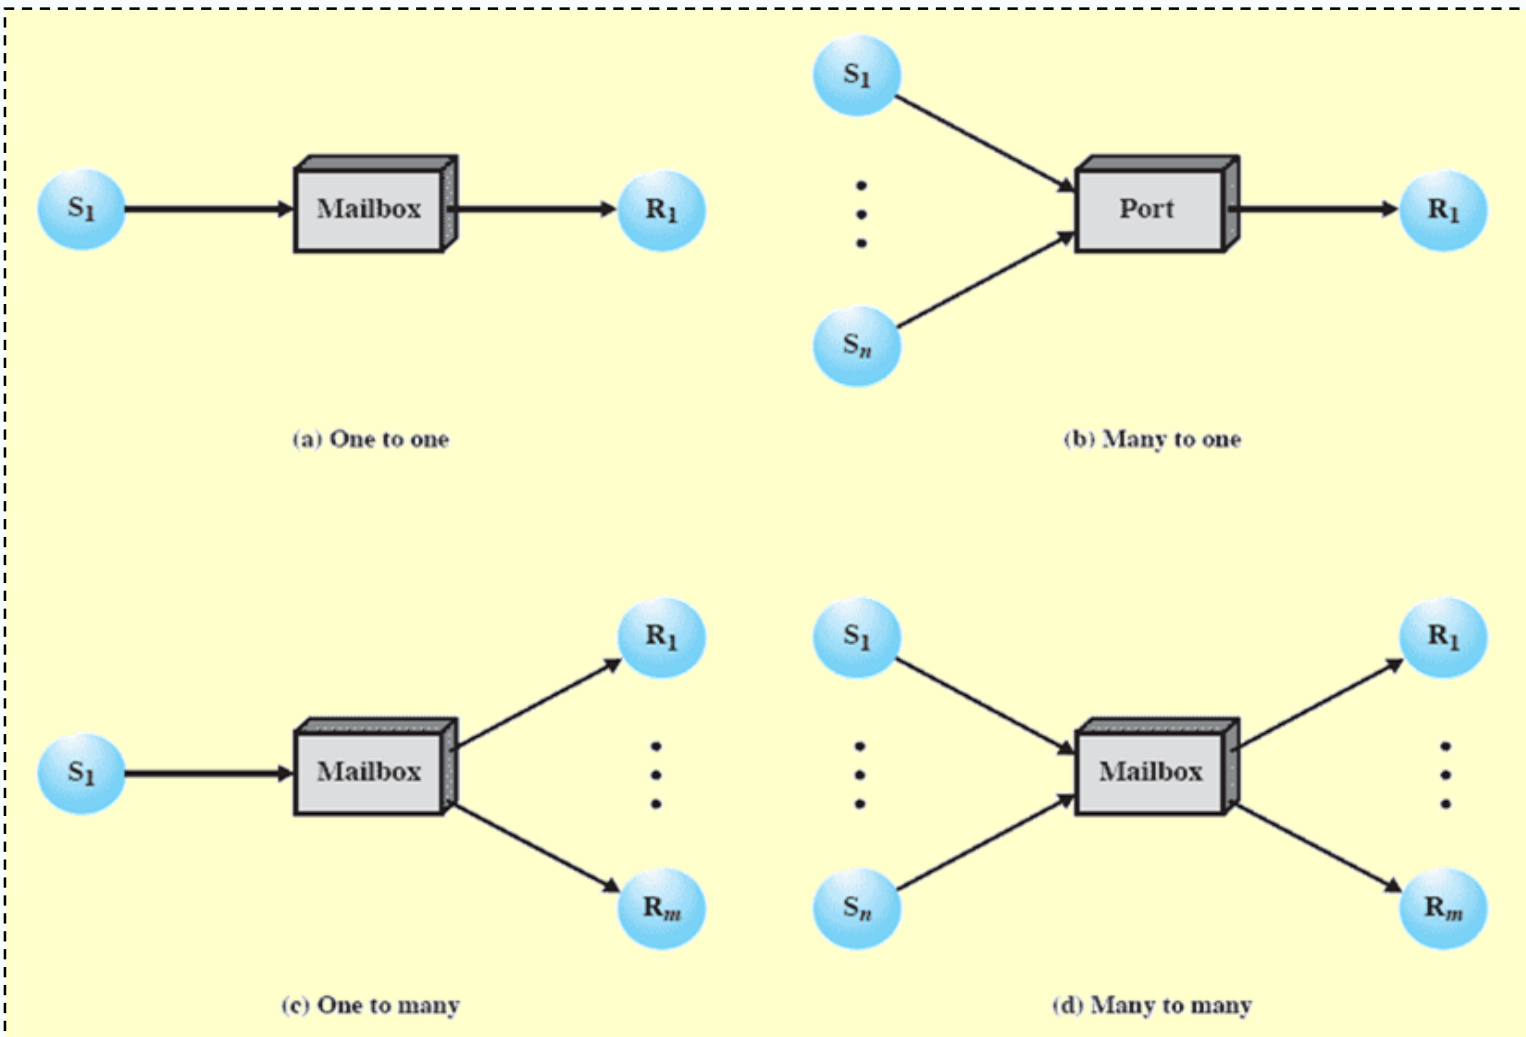 S1
Mailbox
R1
(a) One to one
S1
Sn
Port
R1
(b) Many to one
S1
Mailbox
R1
Rm
(c) One to many
S1
Sn
Mailbox
R1
Rm
(d) Many to many